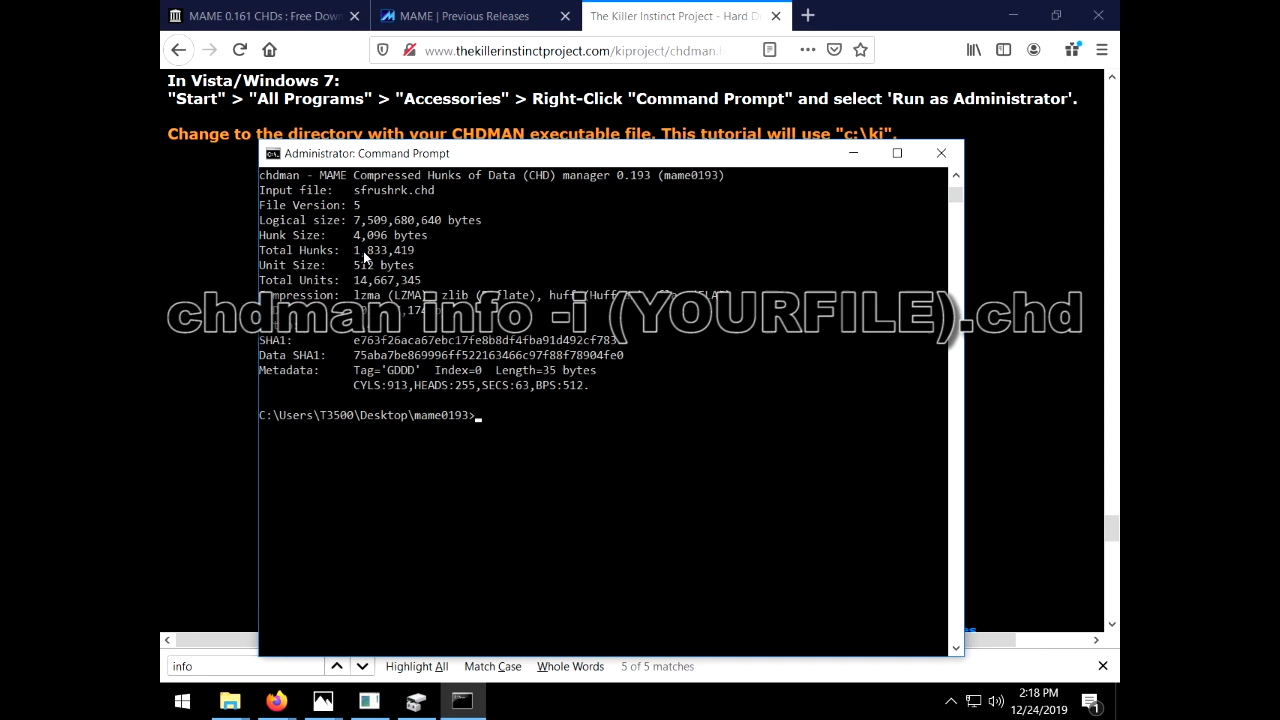 MAME 0.161 CHDs : Free Down
MAME | Previous Releases
The Killer Instinct Project - Hard D
www.thekillerinstinctproject.com/kiproject/chdman.
In Vista/Windows 7:
"Start" > "All Programs" > "Accessories" > Right-Click "Command Prompt" and select 'Run as Administrator'.
Change to the directory with your CHDMAN executable file. This tutorial will use "c:\ki".
Administrator: Command Prompt
chdman - MAME Compressed Hunks of Data (CHD) manager 0.193 (mame0193)
Input file: sfrushrk.chd
File Version: 5
Logical size: 7,509,680,640 bytes
Hunk Size: 4,096 bytes
Total Hunks: 1,833,419
Unit Size: 512 bytes
Total Units: 14,667,345
lzma (LZMA), zlib
chdman info -i (YOURFILE).chd
SHA1:
Data SHA1: 75aba7be869996ff522163466c97f88f78904fe0
Metadata: Tag='GDDD' Index=0 Length=35 bytes
CYLS:913,HEADS:255,SECS:63,BPS:512.
C:\Users\T3500\Desktop\mame0193>
info
Highlight All
Match Case
Whole Words
5 of 5 matches
2:18 PM
12/24/2019
1